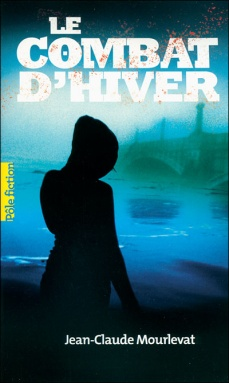 LE
COMBAT
D'HIVER
Pôle fiction
Jean-Claude Mourlevat